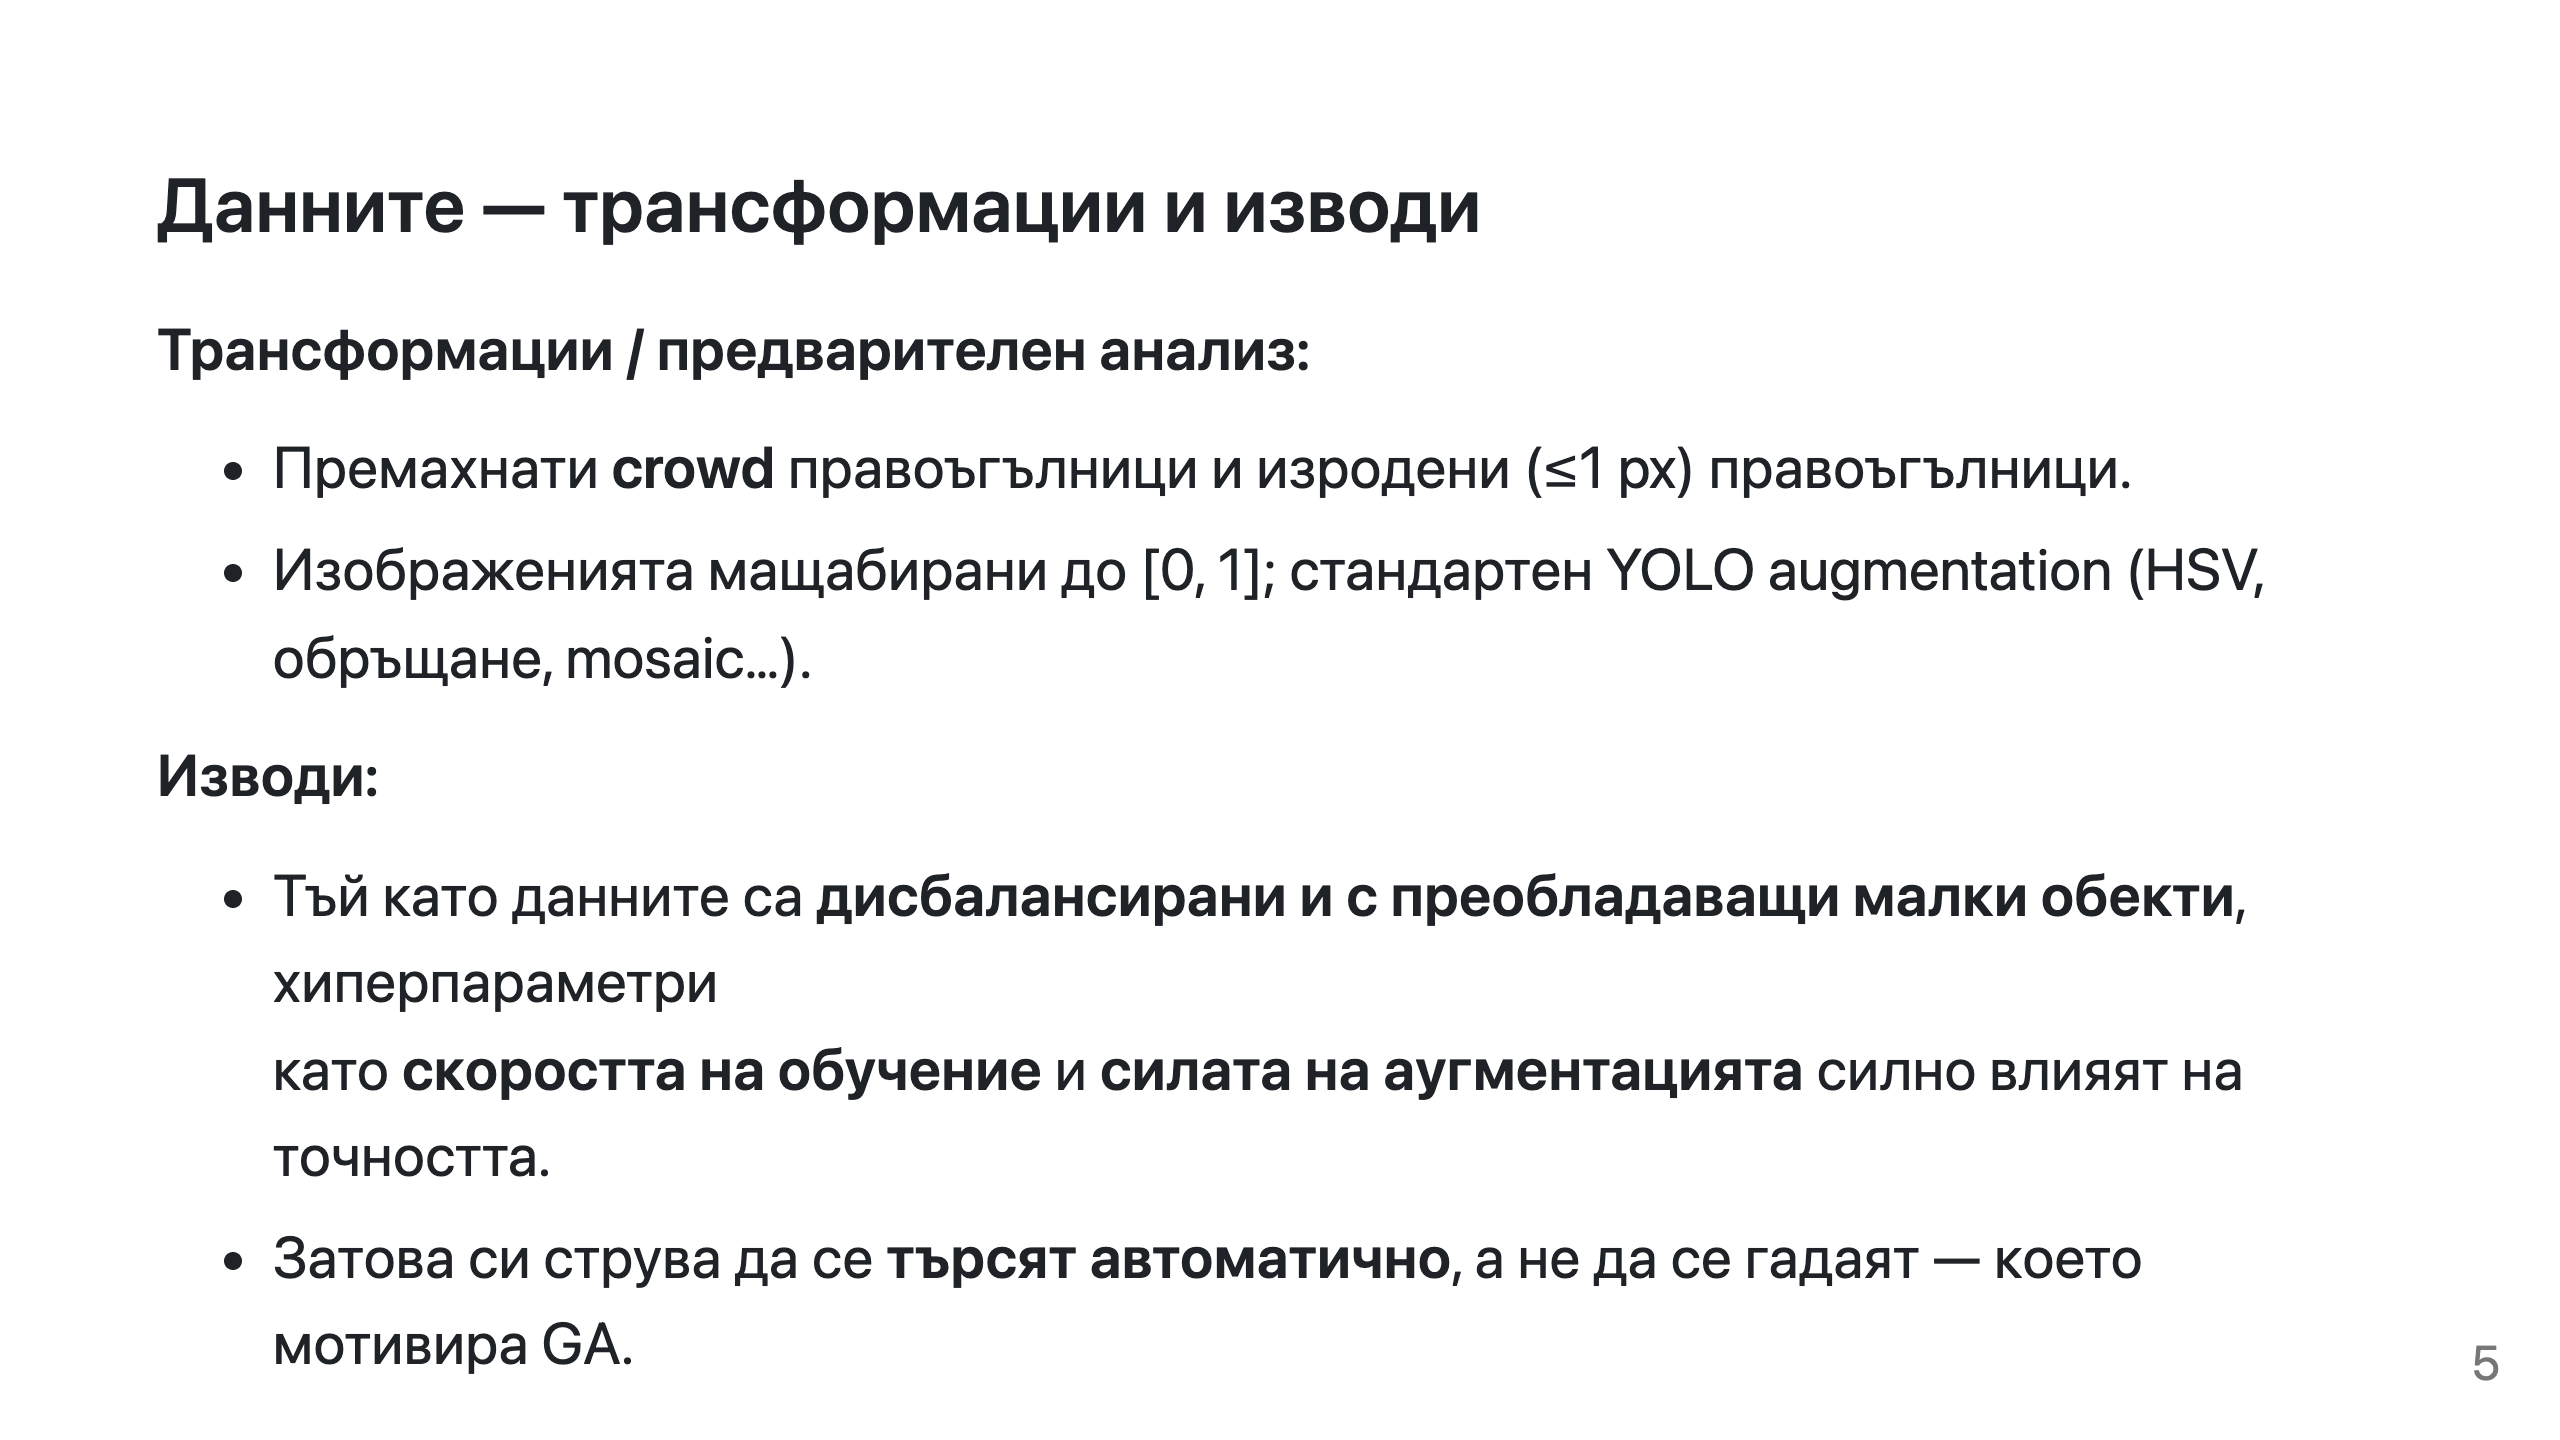 Данните — трансформации и изводи
Трансформации / предварителен анализ:
• Премахнати crowd правоъгълници и изродени (≤1 px) правоъгълници.
• Изображенията мащабирани до [0, 1]; стандартен YOLO augmentation (HSV,
обръщане, mosaic…).
Изводи:
• Тъй като данните са дисбалансирани и с преобладаващи малки обекти,
хиперпараметри
като скоростта на обучение и силата на аугментацията силно влияят на
точността.
• Затова си струва да се търсят автоматично, а не да се гадаят — което
мотивира GA.
5